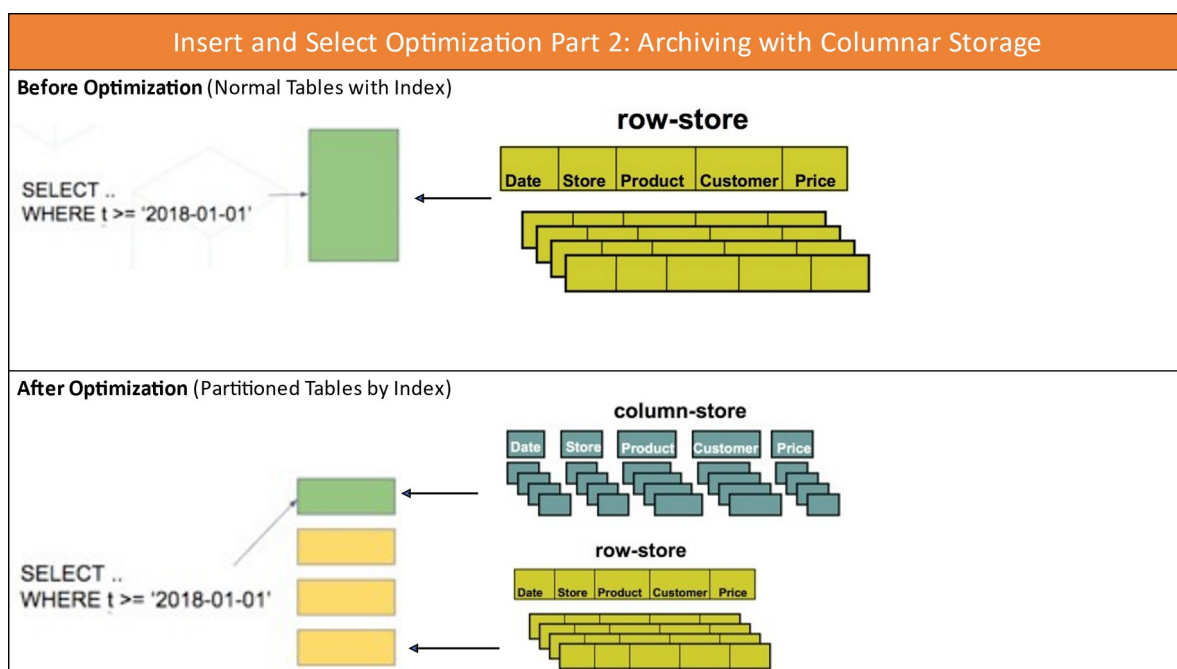 Insert and Select Optimization Part 2: Archiving with Columnar Storage
Before Optimization (Normal Tables with Index)
row-store
Date Store Product Customer Price
SELECT ..
WHERE t >= '2018-01-01'
After Optimization (Partitioned Tables by Index)
column-store
Date Store Product Customer Price
row-store
SELECT ..
WHERE t >= '2018-01-01'
Date Store Product Customer Price